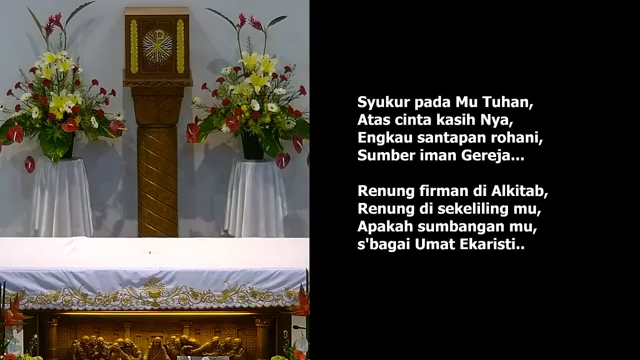 Syukur pada Mu Tuhan,
Atas cinta kasih Nya,
Engkau santapan rohani,
Sumber iman Gereja...
Renung firman di Alkitab,
Renung di sekeliling mu,
Apakah sumbangan mu,
s'bagai Umat Ekaristi..